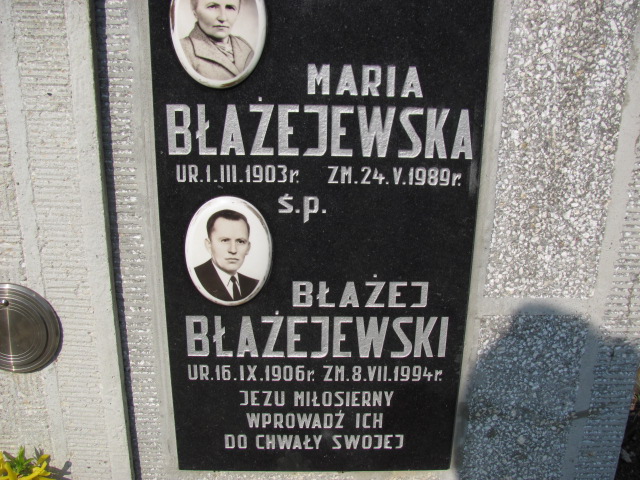 MARIA
BŁAŻEJEWSKA
UR.1.III.1903r. ZM.24.V.1989r.
Ś.p.
BŁAŻEJ
BŁAŻEJEWSKI
UR.16.IX.1906r. ZM.8.VII.1994r.
JEZU MIŁOSIERNY
WPROWADŹ ICH
DO CHWAŁY SWOJEJ